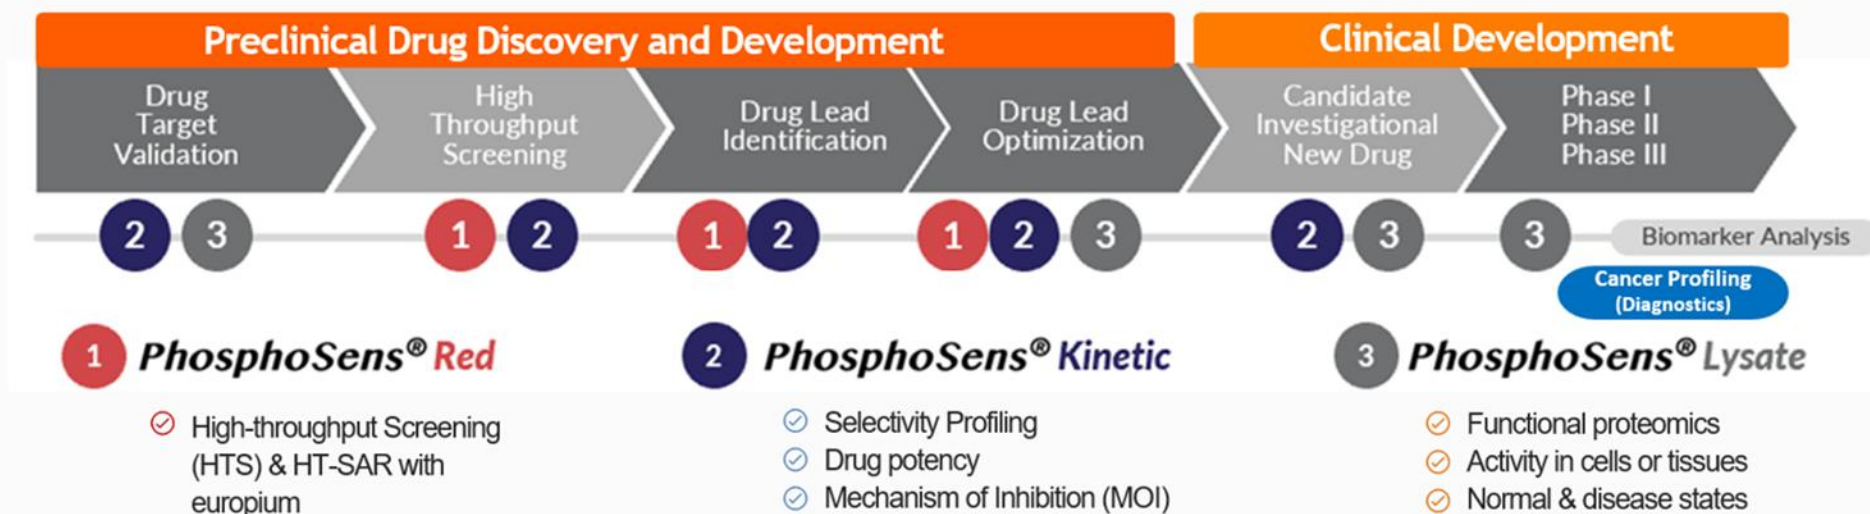 Preclinical Drug Discovery and Development
Clinical Development
Drug
Target
Validation
High
Throughput
Screening
Drug Lead
Identification
Drug Lead
Optimization
Candidate
Investigational
New Drug
Phase I
Phase II
Phase III
2 3 1 2 1 2 1 2 3 2 3 3 Biomarker Analysis
Cancer Profiling
(Diagnostics)
1 PhosphoSens® Red
High-throughput Screening
(HTS) & HT-SAR with
europium
2 PhosphoSens® Kinetic
Selectivity Profiling
Drug potency
Mechanism of Inhibition (MOI)
3 PhosphoSens® Lysate
Functional proteomics
Activity in cells or tissues
Normal & disease states